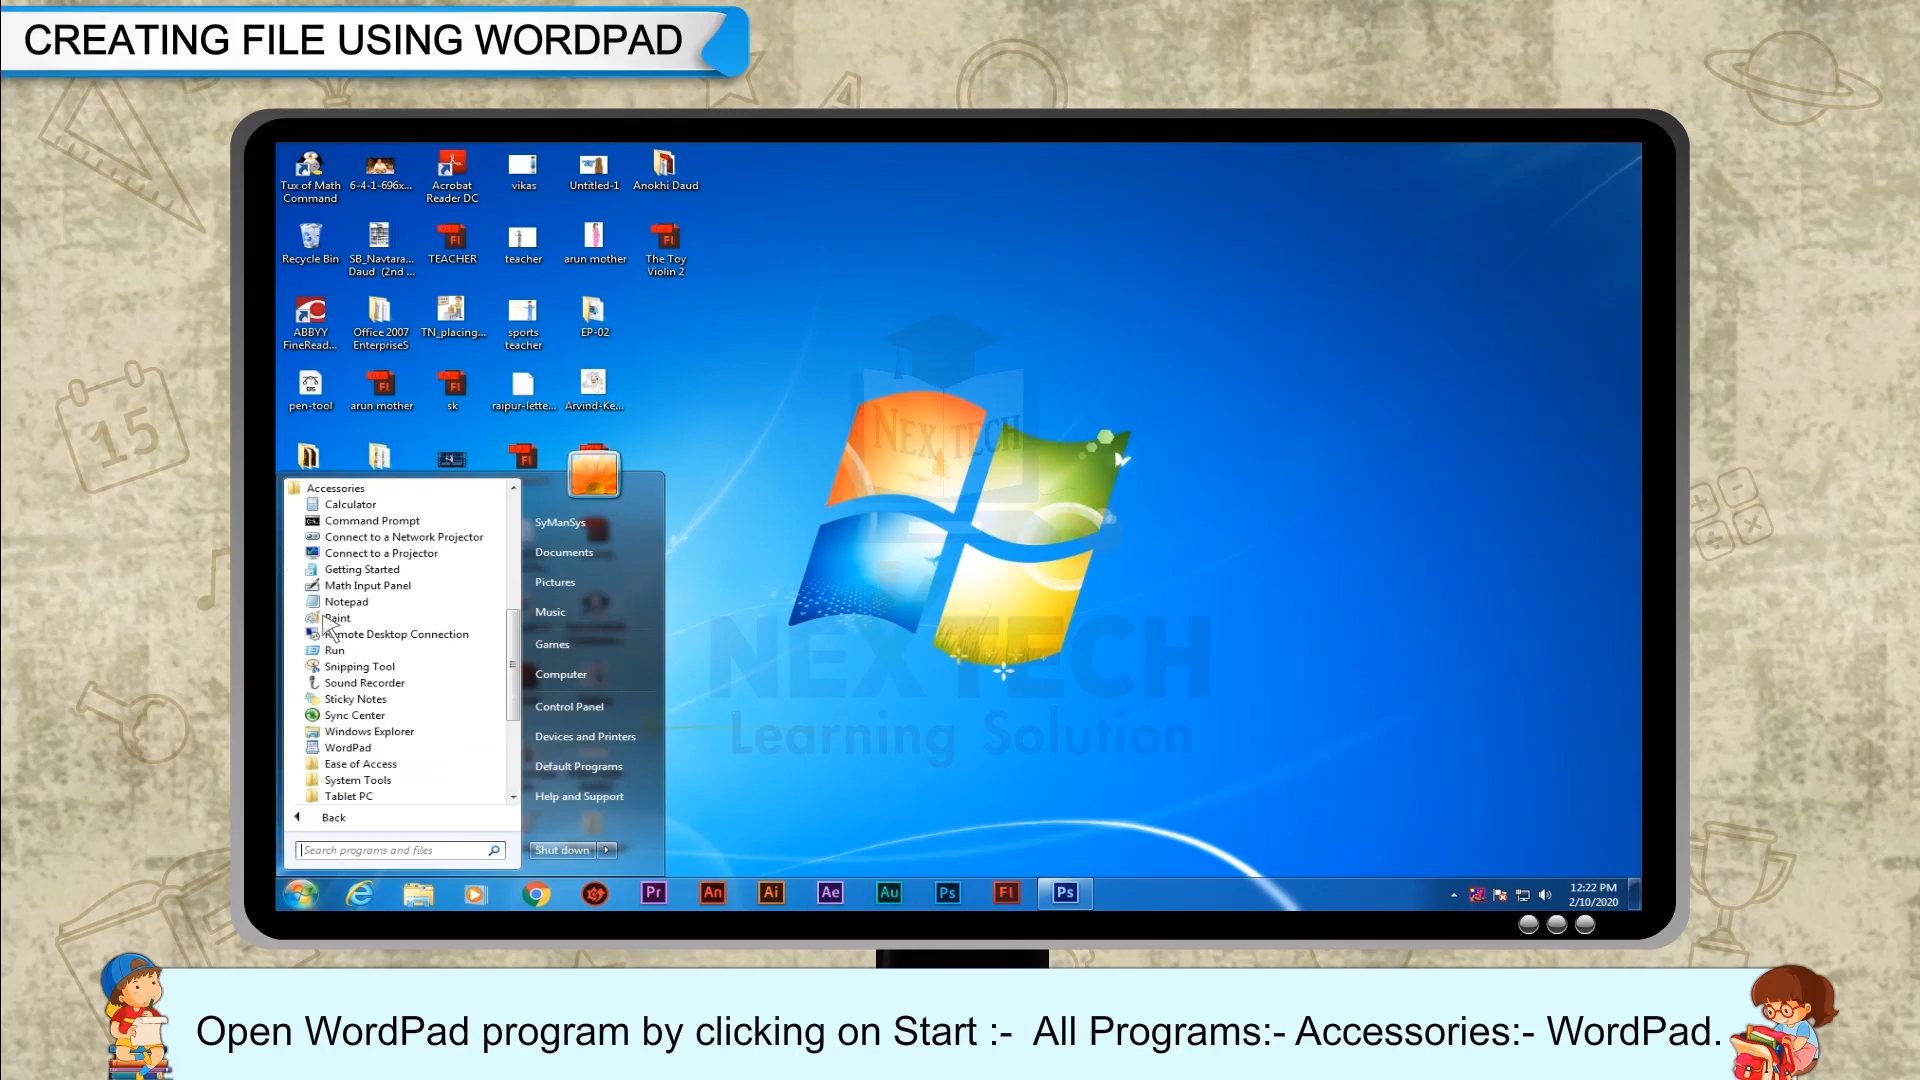 CREATING FILE USING WORDPAD
Tux of Math Command
6-4-1-696x...
Acrobat Reader DC
vikas
Untitled-1
Anokhi Daud
Recycle Bin
SB_Navtara... Daud (2nd ...
TEACHER
teacher
arun mother
The Toy Violin 2
ABBYY FineRead...
Office 2007 EnterpriseS
TN_placing...
sports teacher
EP-02
pen-tool
arun mother
sk
raipur-lette...
Arvind-Ke...
15
NEX TECH
Accessories
Calculator
Command Prompt
Connect to a Network Projector
Connect to a Projector
Getting Started
Math Input Panel
Notepad
Paint
Remote Desktop Connection
Run
Snipping Tool
Sound Recorder
Sticky Notes
Sync Center
Windows Explorer
WordPad
Ease of Access
System Tools
Tablet PC
Back
Search programs and files
SyManSys
Documents
Pictures
Music
Games
Computer
Control Panel
Devices and Printers
Default Programs
Help and Support
Shut down
NEXTECH
Learning Solution
Pr An Ai Ae Au Ps Fl Ps
12:22 PM
2/10/2020
Open WordPad program by clicking on Start :- All Programs:- Accessories:- WordPad.